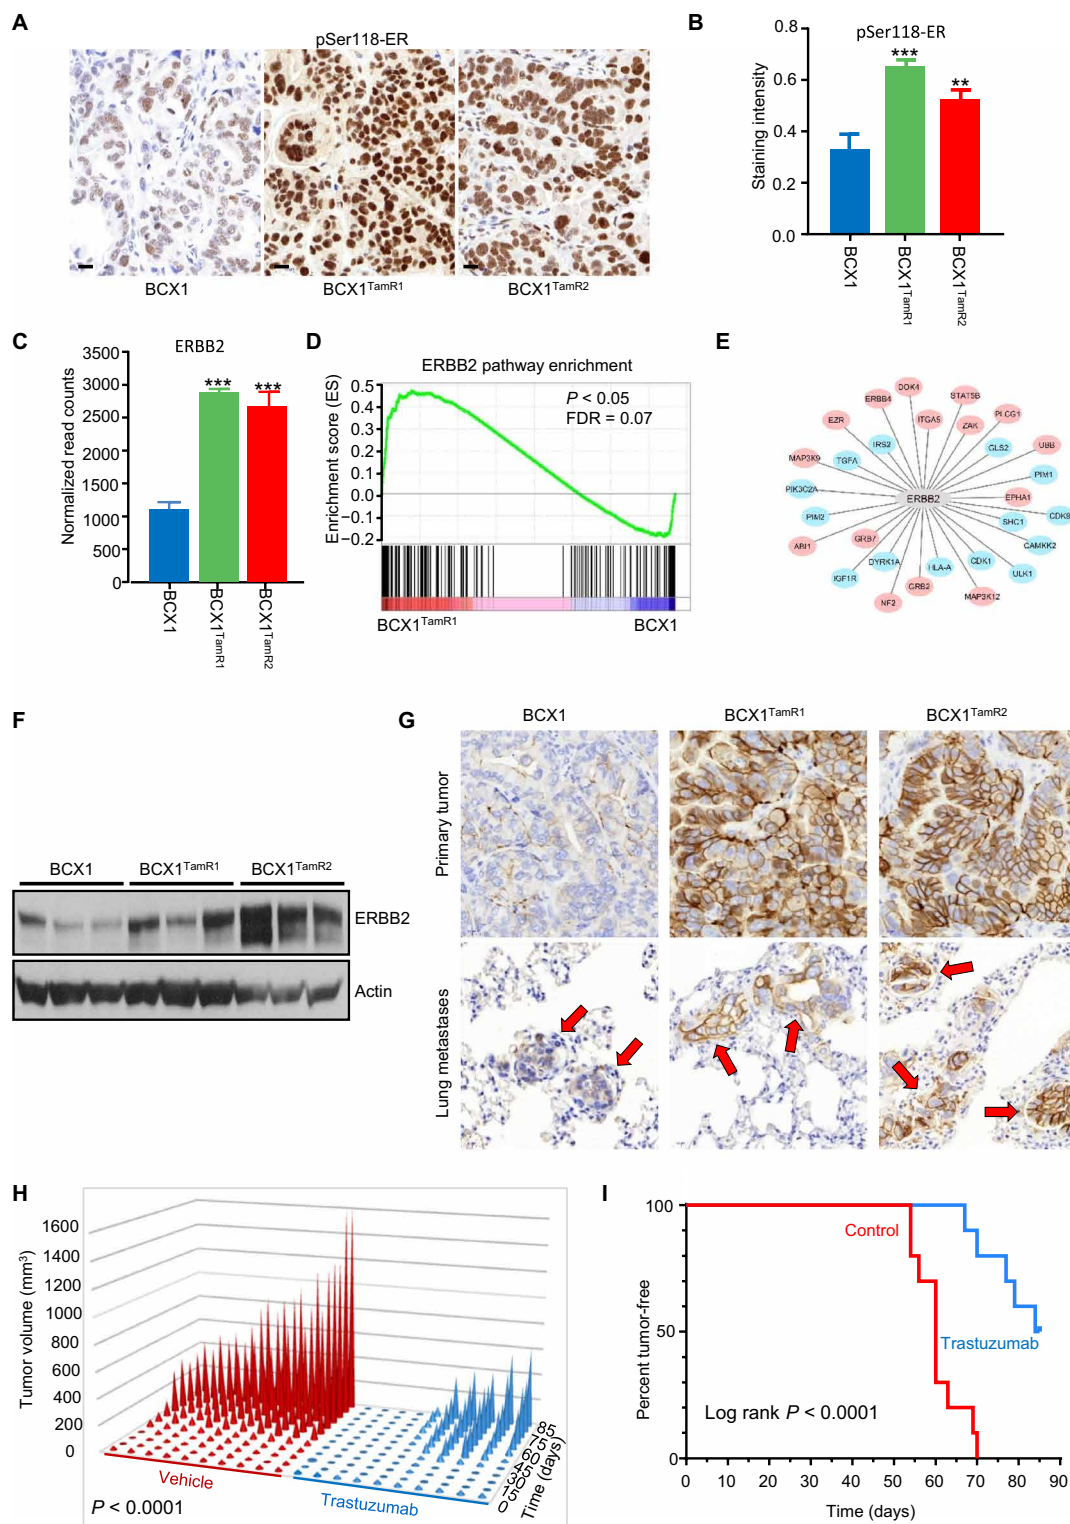 A
pSer118-ER
BCX1
BCX1TamR1
BCX1TamR2
B
pSer118-ER
Staining intensity
0.8
0.6
0.4
0.2
0.0
***
**
BCX1
BCX1TamR1
BCX1TamR2
C
ERBB2
Normalized read counts
3500
3000
2500
2000
1500
1000
500
0
***
***
BCX1
BCX1TamR1
BCX1TamR2
D
ERBB2 pathway enrichment
Enrichment score (ES)
0.5
0.4
0.3
0.2
0.1
0.0
−0.1
−0.2
P < 0.05
FDR = 0.07
BCX1TamR1
BCX1
E
DOK4
ERBB4
STAT5B
EZR
ITGA5
ZAK
PLCG1
IRS2
GLS2
UBB
MAP3K9
TGFA
PIM1
PIK3C2A
ERBB2
EPHA1
PIM2
SHC1
CDK8
ABI1
GRB7
CAMKK2
DYRK1A
HLA-A
CDK1
IGF1R
ULK1
GRB2
NF2
MAP3K12
F
BCX1
BCX1TamR1
BCX1TamR2
ERBB2
Actin
G
BCX1
BCX1TamR1
BCX1TamR2
Primary tumor
Lung metastases
H
Tumor volume (mm3)
1600
1400
1200
1000
800
600
400
200
0
Vehicle
Trastuzumab
Time (days)
P < 0.0001
I
Percent tumor-free
100
50
0
Control
Trastuzumab
Log rank P < 0.0001
0 10 20 30 40 50 60 70 80 90
Time (days)